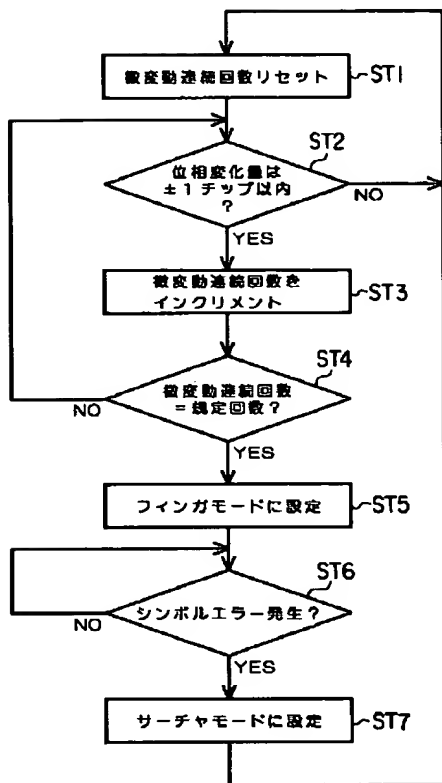 微変動連続回数リセット
ST1
ST2
位相変化量は
±1チップ以内
?
NO
YES
微変動連続回数を
インクリメント
ST3
ST4
微変動連続回数
=規定回数?
NO
YES
フィンガモードに設定
ST5
ST6
シンボルエラー発生?
NO
YES
サーチャモードに設定
ST7